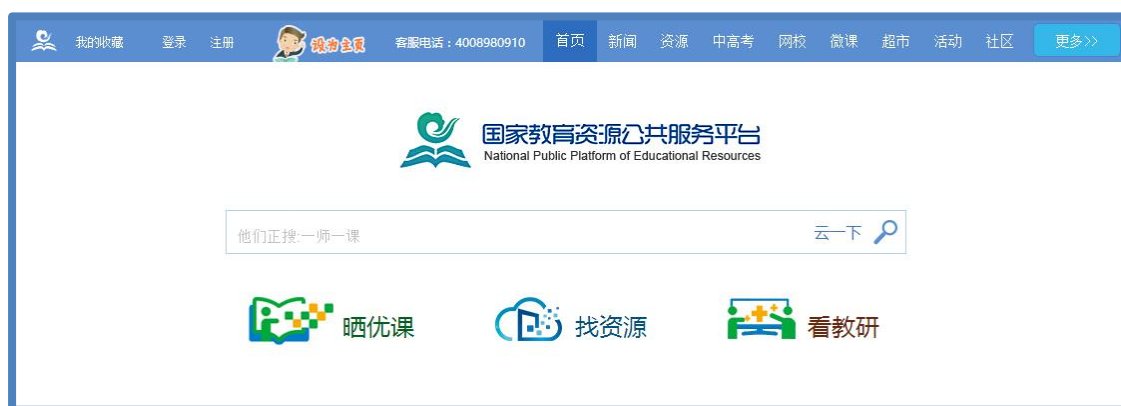 我的收藏 登录 注册 设为主页 客服电话：4008980910 首页 新闻 资源 中高考 网校 微课 超市 活动 社区 更多>>
国家教育资源公共服务平台
National Public Platform of Educational Resources
他们正搜:一师一课 云一下
晒优课 找资源 看教研